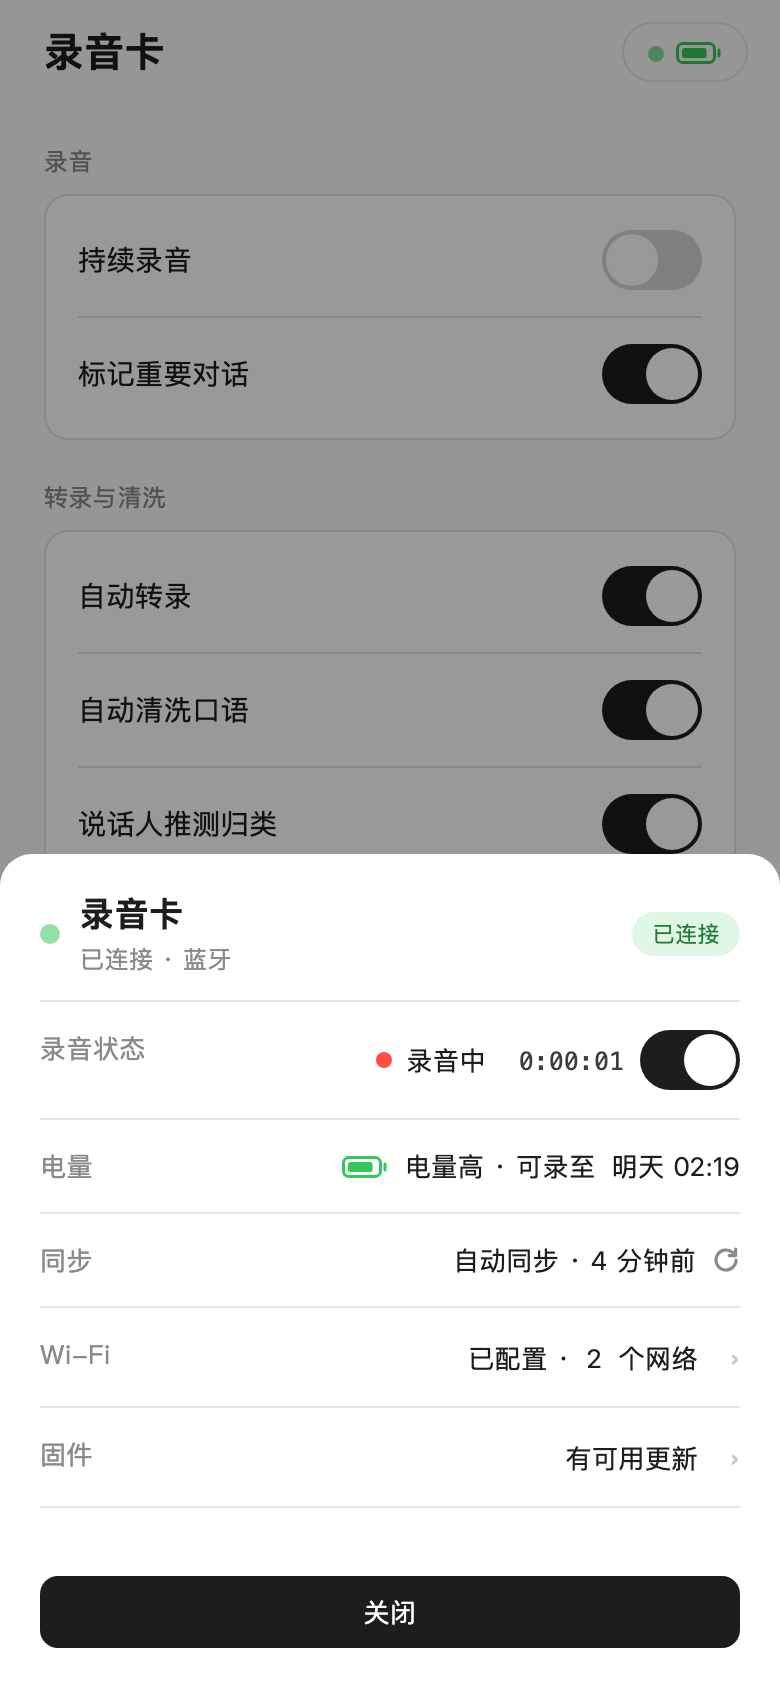 录音卡
录音
持续录音
标记重要对话
转录与清洗
自动转录
自动清洗口语
说话人推测归类
录音卡
已连接 · 蓝牙
已连接
录音状态 录音中 0:00:01
电量 电量高 · 可录至 明天 02:19
同步 自动同步 · 4 分钟前
Wi–Fi 已配置 · 2 个网络 ›
固件 有可用更新 ›
关闭